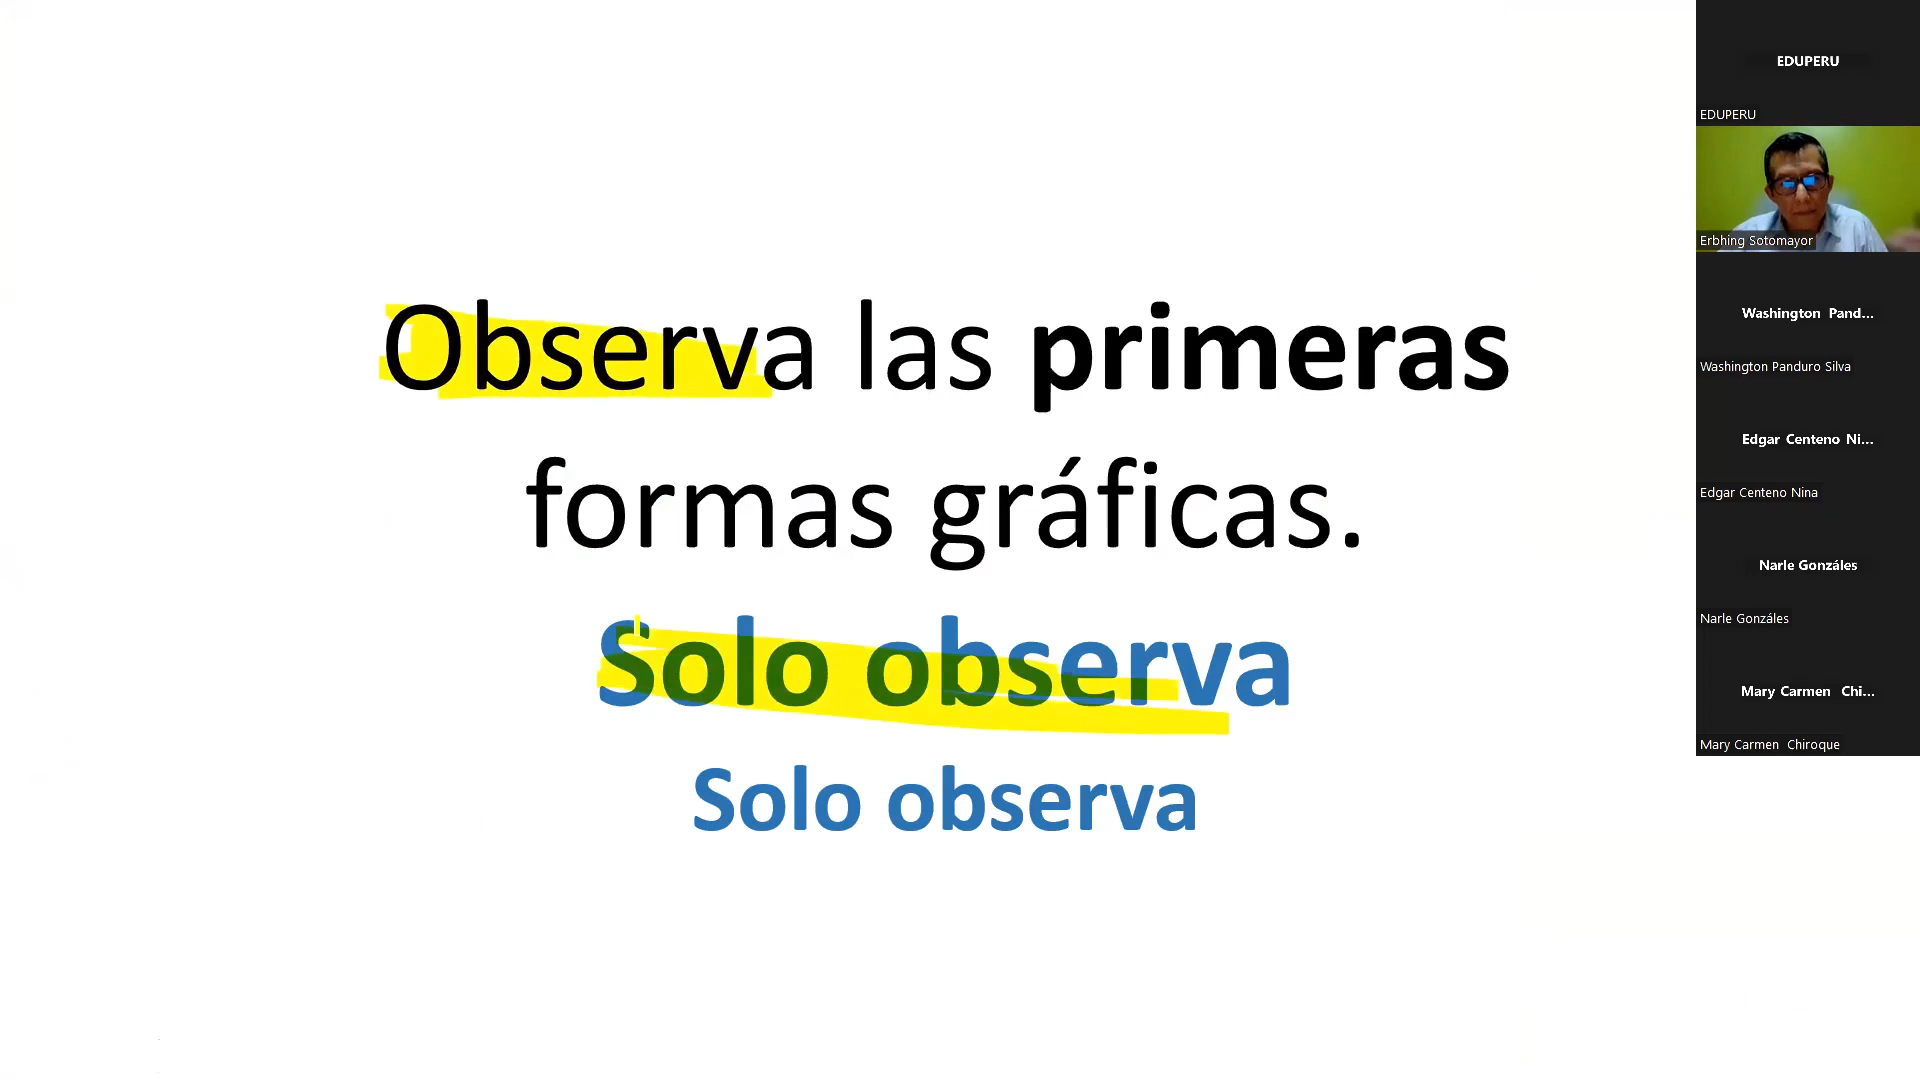 Observa las primeras
formas gráficas.
Solo observa
Solo observa
EDUPERU
EDUPERU
Erbhing Sotomayor
Washington Pand...
Washington Panduro Silva
Edgar Centeno Ni...
Edgar Centeno Nina
Narle Gonzáles
Narle Gonzáles
Mary Carmen Chi...
Mary Carmen Chiroque